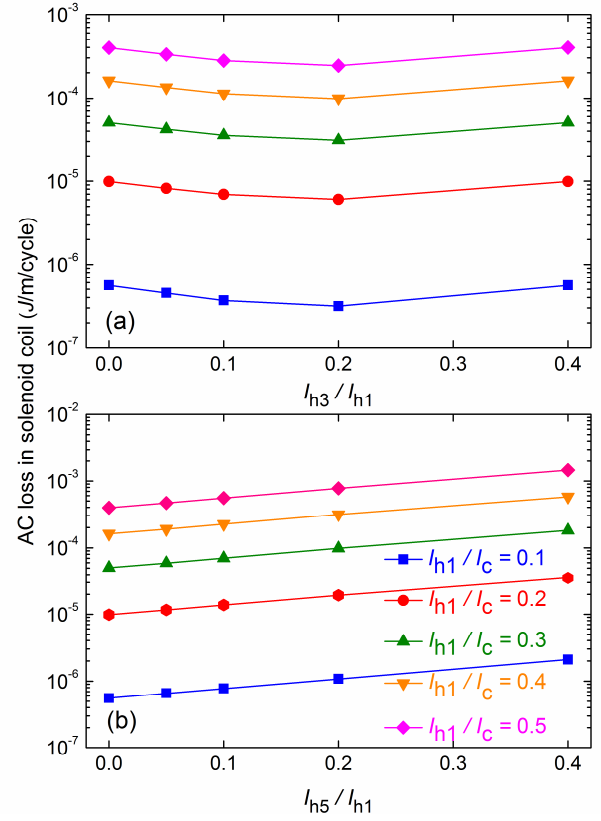 10⁻³
10⁻⁴
10⁻⁵
10⁻⁶
10⁻⁷
(a)
0.0 0.1 0.2 0.3 0.4
I_h3 / I_h1
AC loss in solenoid coil (J/m/cycle)
10⁻²
10⁻³
10⁻⁴
10⁻⁵
10⁻⁶
10⁻⁷
I_h1 / I_c = 0.1
I_h1 / I_c = 0.2
I_h1 / I_c = 0.3
I_h1 / I_c = 0.4
I_h1 / I_c = 0.5
(b)
0.0 0.1 0.2 0.3 0.4
I_h5 / I_h1